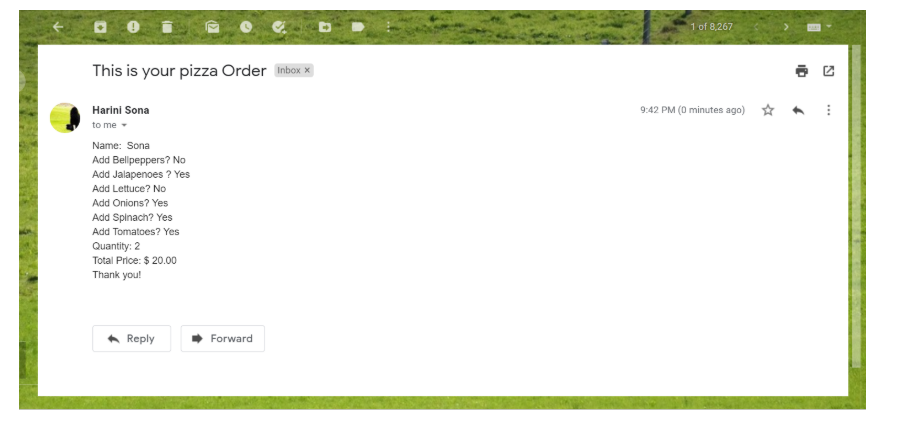 1 of 8,267
This is your pizza Order Inbox ×
Harini Sona 9:42 PM (0 minutes ago)
to me
Name:  Sona
Add Bellpeppers? No
Add Jalapenoes ? Yes
Add Lettuce? No
Add Onions? Yes
Add Spinach? Yes
Add Tomatoes? Yes
Quantity: 2
Total Price: $ 20.00
Thank you!
Reply Forward